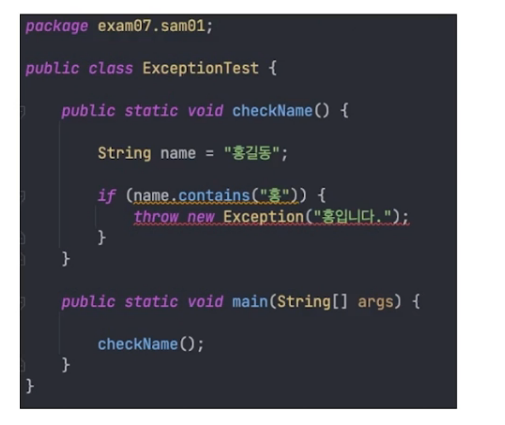 package exam07.sam01;
public class ExceptionTest {
public static void checkName() {
String name = "홍길동";
if (name.contains("홍")) {
throw new Exception("홍입니다.");
}
}
public static void main(String[] args) {
checkName();
}
}